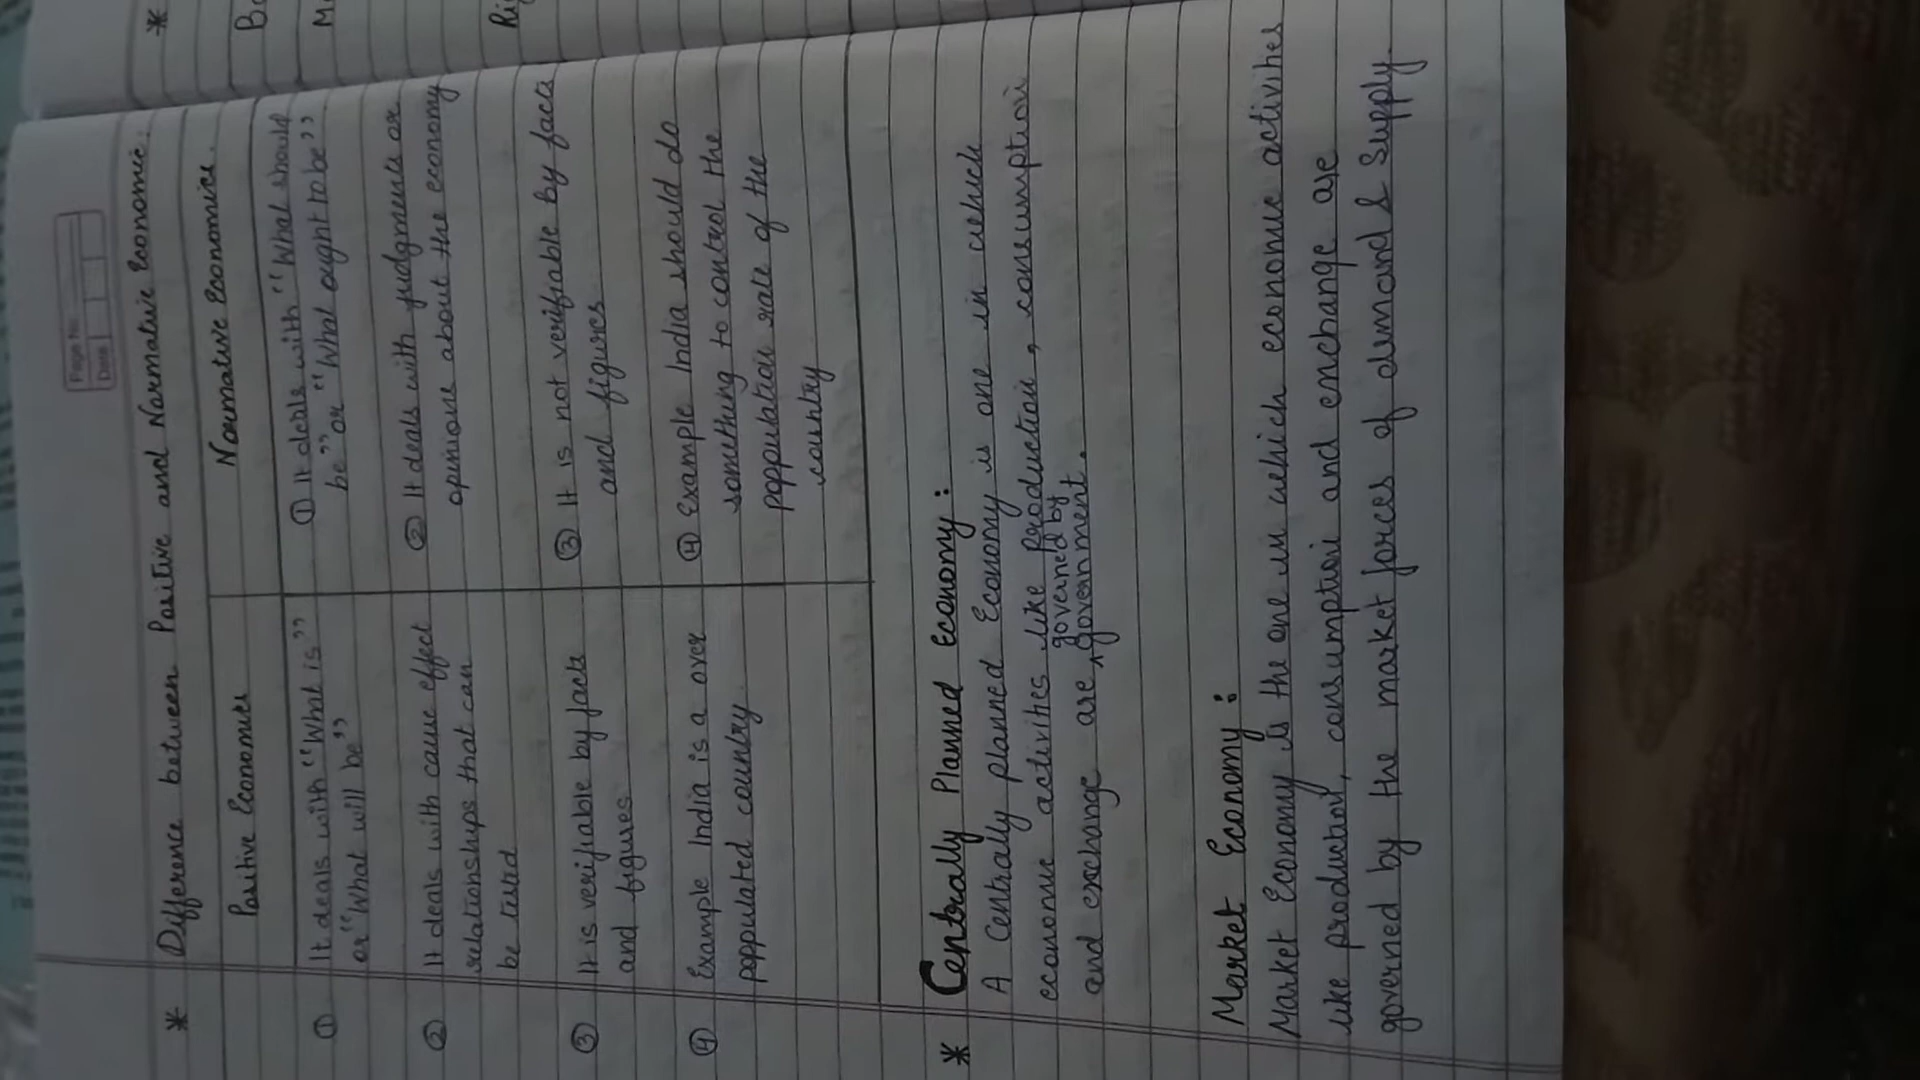 Page No.
Date
* Difference between Positive and Normative Economic.
Positive Economics
Normative Economics.
① It deals with "What is"
or "What will be"
① It deals with "What should
be" or "What ought to be"
② It deals with cause effect
relationships that can
be tested
② It deals with judgments or
opinions about the economy
③ It is verifiable by facts
and figures
③ It is not verifiable by facts
and figures
④ Example India is a over
populated country
④ Example India should do
something to control the
population rate of the
country
* Centrally Planned Economy:
A Centrally planned Economy is one in which
economic activities like production, consumption
and exchange are governed by government.
Market Economy:
Market Economy is the one in which economic activities
like production, consumption and enchange are
governed by the market forces of demand & Supply.